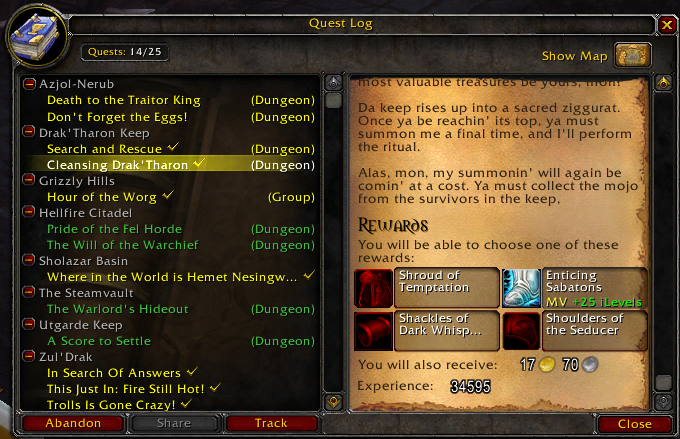 Quest Log
Quests: 14/25
Show Map
Azjol-Nerub
Death to the Traitor King (Dungeon)
Don't Forget the Eggs! (Dungeon)
Drak'Tharon Keep
Search and Rescue (Dungeon)
Cleansing Drak'Tharon (Dungeon)
Grizzly Hills
Hour of the Worg (Group)
Hellfire Citadel
Pride of the Fel Horde (Dungeon)
The Will of the Warchief (Dungeon)
Sholazar Basin
Where in the World is Hemet Nesingw...
The Steamvault
The Warlord's Hideout (Dungeon)
Utgarde Keep
A Score to Settle (Dungeon)
Zul'Drak
In Search Of Answers
This Just In: Fire Still Hot!
Trolls Is Gone Crazy!
Abandon Share Track
most valuable treasures be yours, mon!
Da keep rises up into a sacred ziggurat.
Once ya be reachin' its top, ya must
summon me a final time, and I'll perform
the ritual.
Alas, mon, my summonin' will again be
comin' at a cost. Ya must collect the mojo
from the survivors in the keep.
Rewards
You will be able to choose one of these
rewards:
Shroud of
Temptation
Enticing
Sabatons
MV +25 iLevels
Shackles of
Dark Whisp...
Shoulders of
the Seducer
You will also receive: 17 70
Experience: 34595
Close